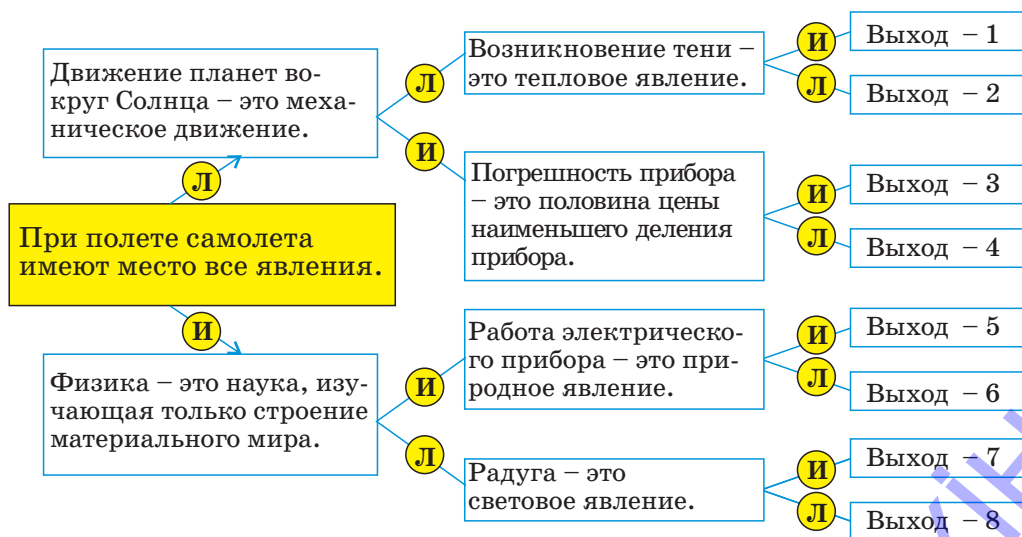 Движение планет во-
круг Солнца – это меха-
ническое движение.
Л
При полете самолета
имеют место все явления.
И
Физика – это наука, изу-
чающая только строение
материального мира.
Л
Возникновение тени –
это тепловое явление.
И
Выход – 1
Л
Выход – 2
И
Погрешность прибора
– это половина цены
наименьшего деления
прибора.
И
Выход – 3
Л
Выход – 4
И
Работа электрическо-
го прибора – это при-
родное явление.
И
Выход – 5
Л
Выход – 6
Л
Радуга – это
световое явление.
И
Выход – 7
Л
Выход – 8